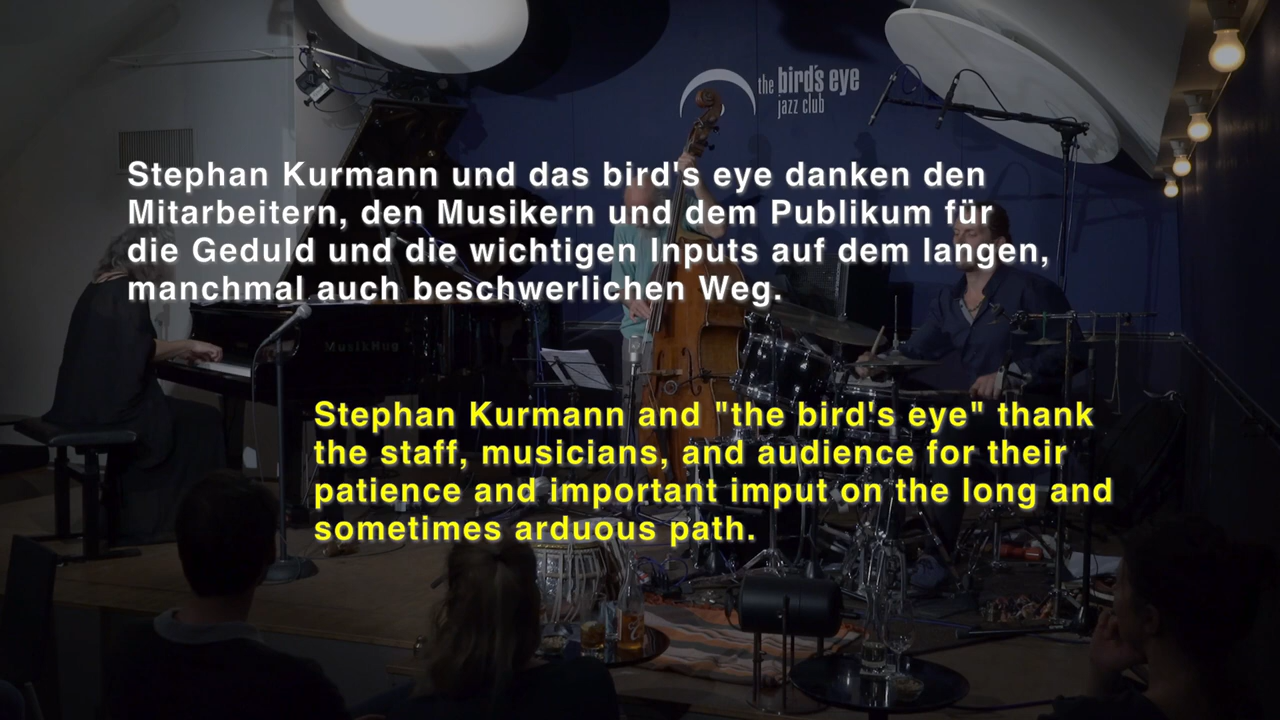 the bird's eye
jazz club
Stephan Kurmann und das bird's eye danken den
Mitarbeitern, den Musikern und dem Publikum für
die Geduld und die wichtigen Inputs auf dem langen,
manchmal auch beschwerlichen Weg.
MusikHug
Stephan Kurmann and "the bird's eye" thank
the staff, musicians, and audience for their
patience and important imput on the long and
sometimes arduous path.